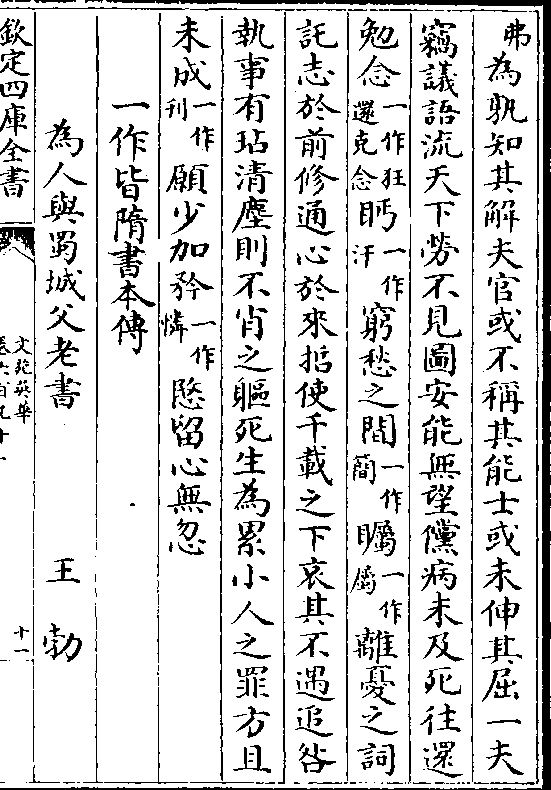 弗為孰知其解夫官或不稱其能士或未伸其屈一夫
竊議語流天下勞不見圖安能無望儻病未及死往還
勉念一作狂還克念眄一作汗窮愁之間一作簡矚一作屬離憂之詞
託志於前修通心於來哲使千載之下哀其不遇追咎
執事有玷清塵則不肖之軀死生為累小人之罪方且
未成一作刊願少加矜一作憐愍留心無忽
一作皆隋書本傳
為人與蜀城父老書 王勃
欽定四庫全書
文苑英華
卷六百九十一
十一